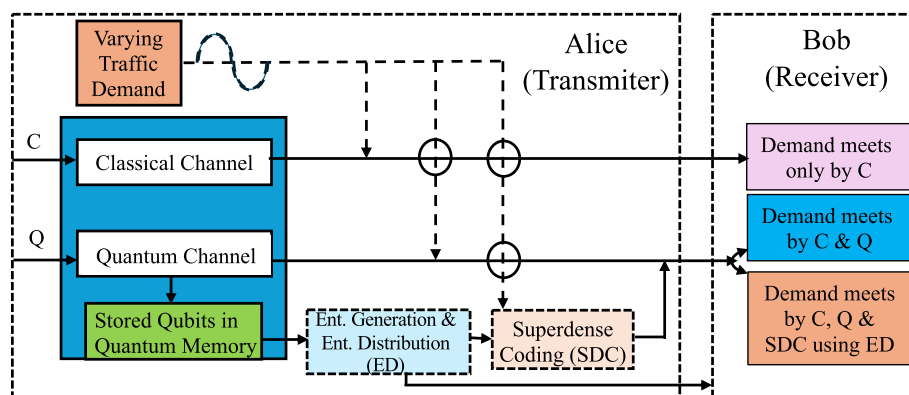 Varying
Traffic
Demand
Alice
(Transmiter)
Bob
(Receiver)
C
Classical Channel
Demand meets
only by C
Q
Quantum Channel
Demand meets
by C & Q
Stored Qubits in
Quantum Memory
Ent. Generation &
Ent. Distribution
(ED)
Superdense
Coding (SDC)
Demand meets
by C, Q &
SDC using ED